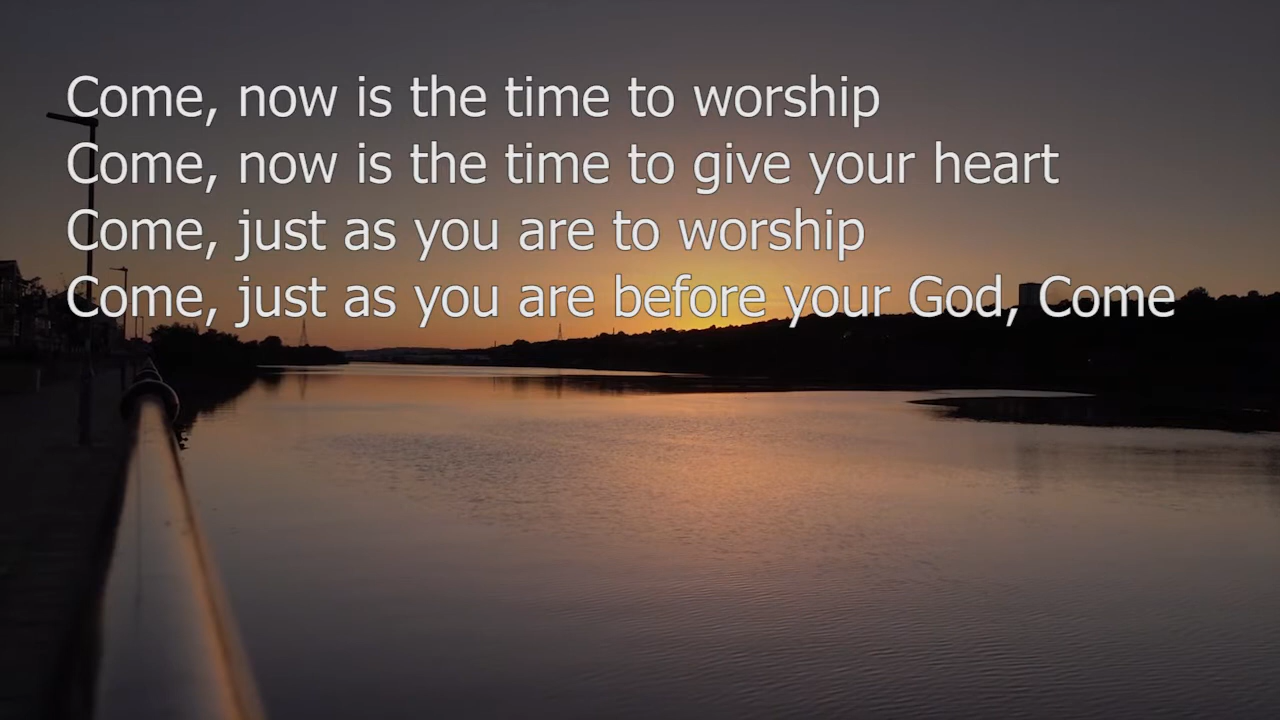 Come, now is the time to worship
Come, now is the time to give your heart
Come, just as you are to worship
Come, just as you are before your God, Come